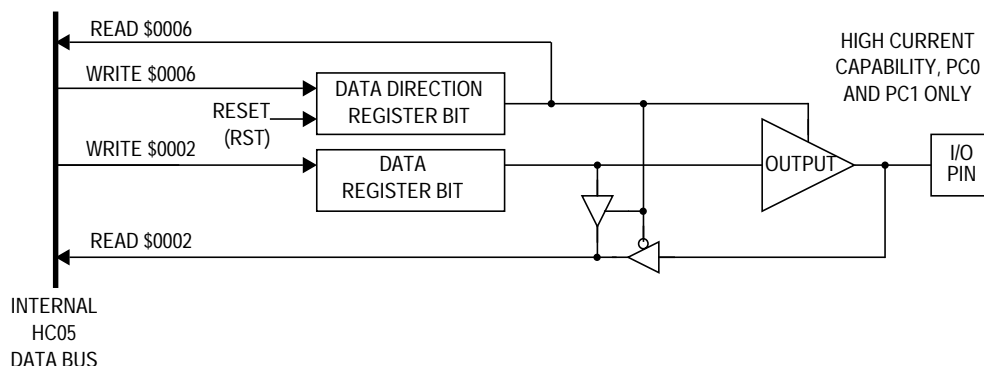 READ $0006
WRITE $0006
RESET
(RST)
DATA DIRECTION
REGISTER BIT
WRITE $0002
DATA
REGISTER BIT
OUTPUT
HIGH CURRENT
CAPABILITY, PC0
AND PC1 ONLY
I/O
PIN
READ $0002
INTERNAL
HC05
DATA BUS